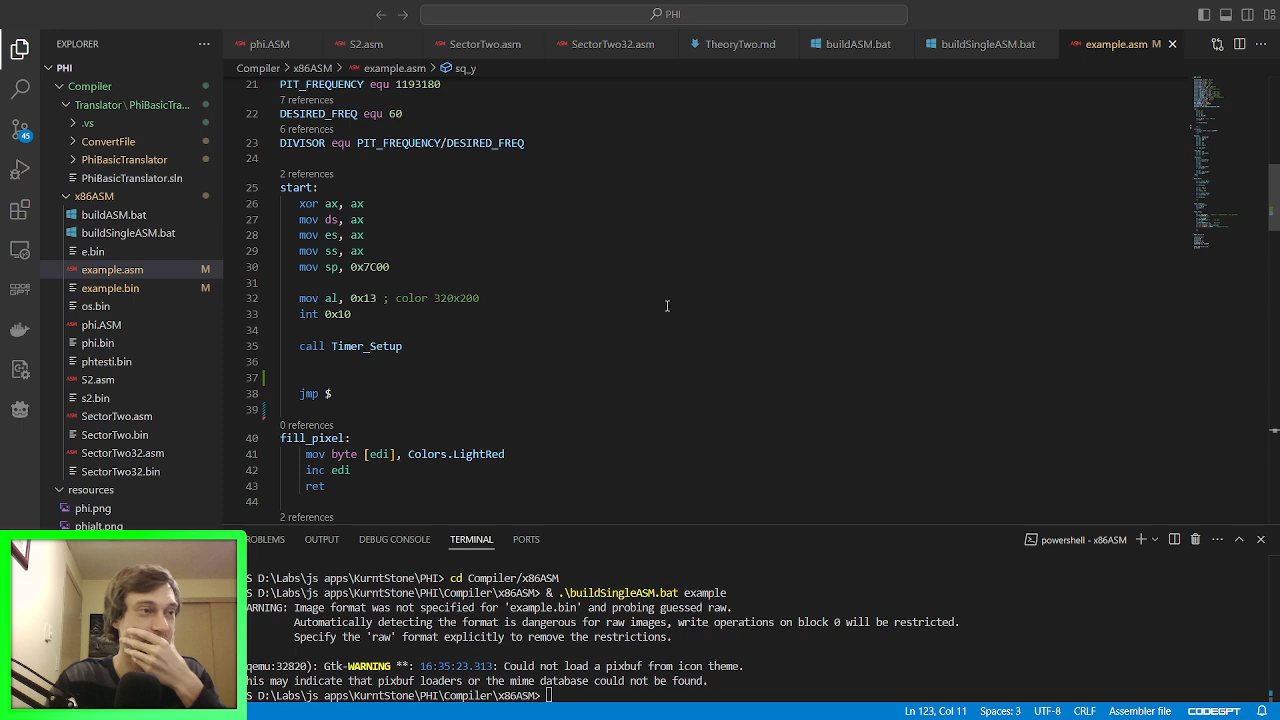 PHI
EXPLORER
phi.ASM
S2.asm
SectorTwo.asm
SectorTwo32.asm
TheoryTwo.md
buildASM.bat
buildSingleASM.bat
example.asm M
PHI
Compiler
Translator \ PhiBasicTra...
.vs
ConvertFile
PhiBasicTranslator
PhiBasicTranslator.sln
x86ASM
buildASM.bat
buildSingleASM.bat
e.bin
example.asm M
example.bin M
os.bin
phi.ASM
phi.bin
phtesti.bin
S2.asm
s2.bin
SectorTwo.asm
SectorTwo.bin
SectorTwo32.asm
SectorTwo32.bin
resources
phi.png
phialt.png
45
Compiler > x86ASM > example.asm > sq_y
21 PIT_FREQUENCY equ 1193180
7 references
22 DESIRED_FREQ equ 60
6 references
23 DIVISOR equ PIT_FREQUENCY/DESIRED_FREQ
24
2 references
25 start:
26 xor ax, ax
27 mov ds, ax
28 mov es, ax
29 mov ss, ax
30 mov sp, 0x7C00
31
32 mov al, 0x13 ; color 320x200
33 int 0x10
34
35 call Timer_Setup
36
37
38 jmp $
39
0 references
40 fill_pixel:
41 mov byte [edi], Colors.LightRed
42 inc edi
43 ret
44
2 references
ROBLEMS OUTPUT DEBUG CONSOLE TERMINAL PORTS
powershell - x86ASM
S D:\Labs\js apps\KurntStone\PHI> cd Compiler/x86ASM
S D:\Labs\js apps\KurntStone\PHI\Compiler\x86ASM> & .\buildSingleASM.bat example
ARNING: Image format was not specified for 'example.bin' and probing guessed raw.
Automatically detecting the format is dangerous for raw images, write operations on block 0 will be restricted.
Specify the 'raw' format explicitly to remove the restrictions.
qemu:32820): Gtk-WARNING **: 16:35:23.313: Could not load a pixbuf from icon theme.
his may indicate that pixbuf loaders or the mime database could not be found.
S D:\Labs\js apps\KurntStone\PHI\Compiler\x86ASM>
Ln 123, Col 11 Spaces: 3 UTF-8 CRLF Assembler file CODEGPT